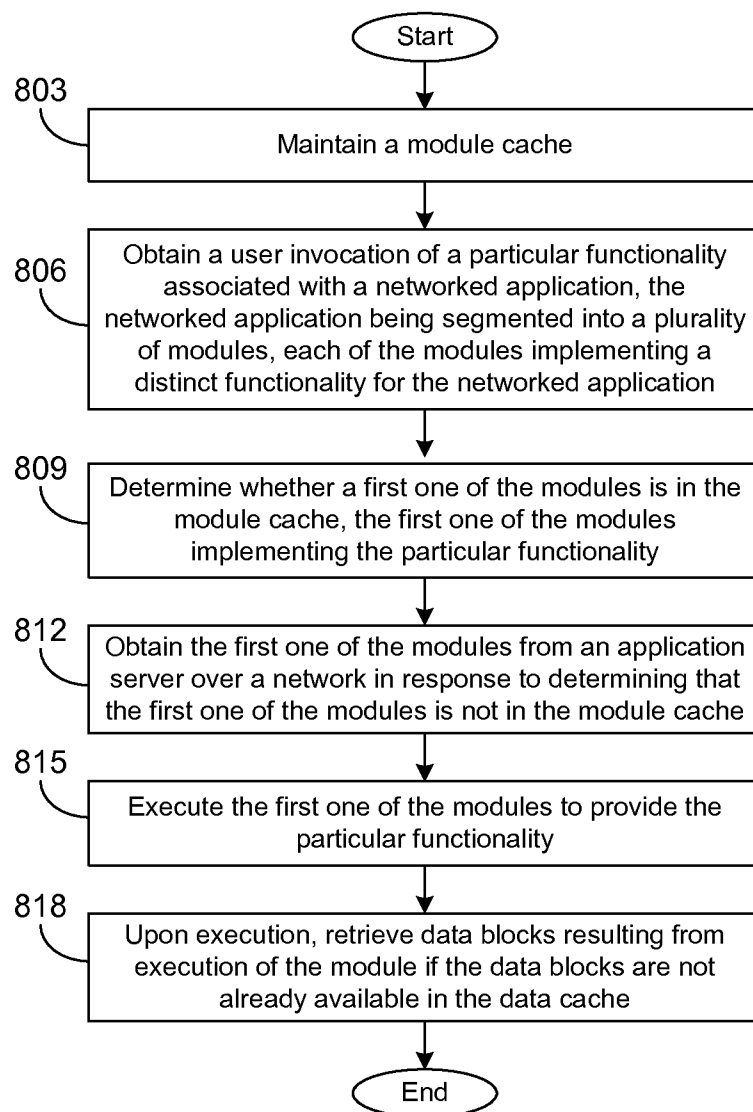 Start
803
Maintain a module cache
806
Obtain a user invocation of a particular functionality
associated with a networked application, the
networked application being segmented into a plurality
of modules, each of the modules implementing a
distinct functionality for the networked application
809
Determine whether a first one of the modules is in the
module cache, the first one of the modules
implementing the particular functionality
812
Obtain the first one of the modules from an application
server over a network in response to determining that
the first one of the modules is not in the module cache
815
Execute the first one of the modules to provide the
particular functionality
818
Upon execution, retrieve data blocks resulting from
execution of the module if the data blocks are not
already available in the data cache
End